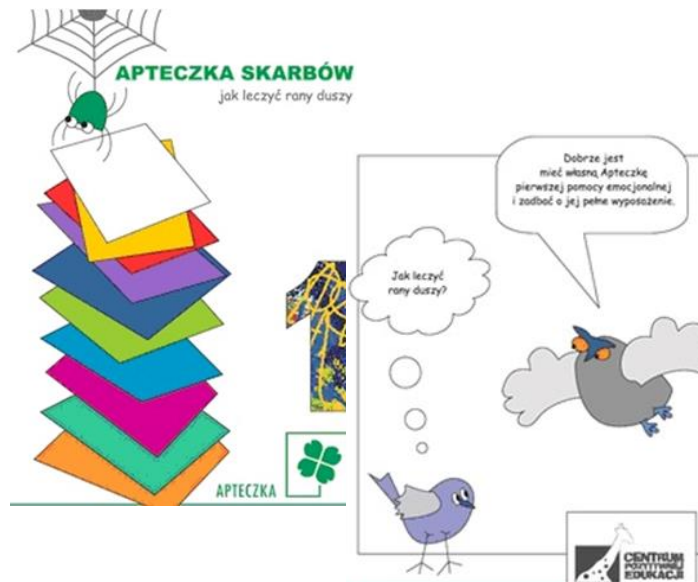 APTECZKA SKARBÓW
jak leczyć rany duszy
1
APTECZKA
Dobrze jest
mieć własną Apteczkę
pierwszej pomocy emocjonalnej
i zadbać o jej pełne wyposażenie.
Jak leczyć
rany duszy?
CENTRUM
POZYTYWNEJ
EDUKACJI